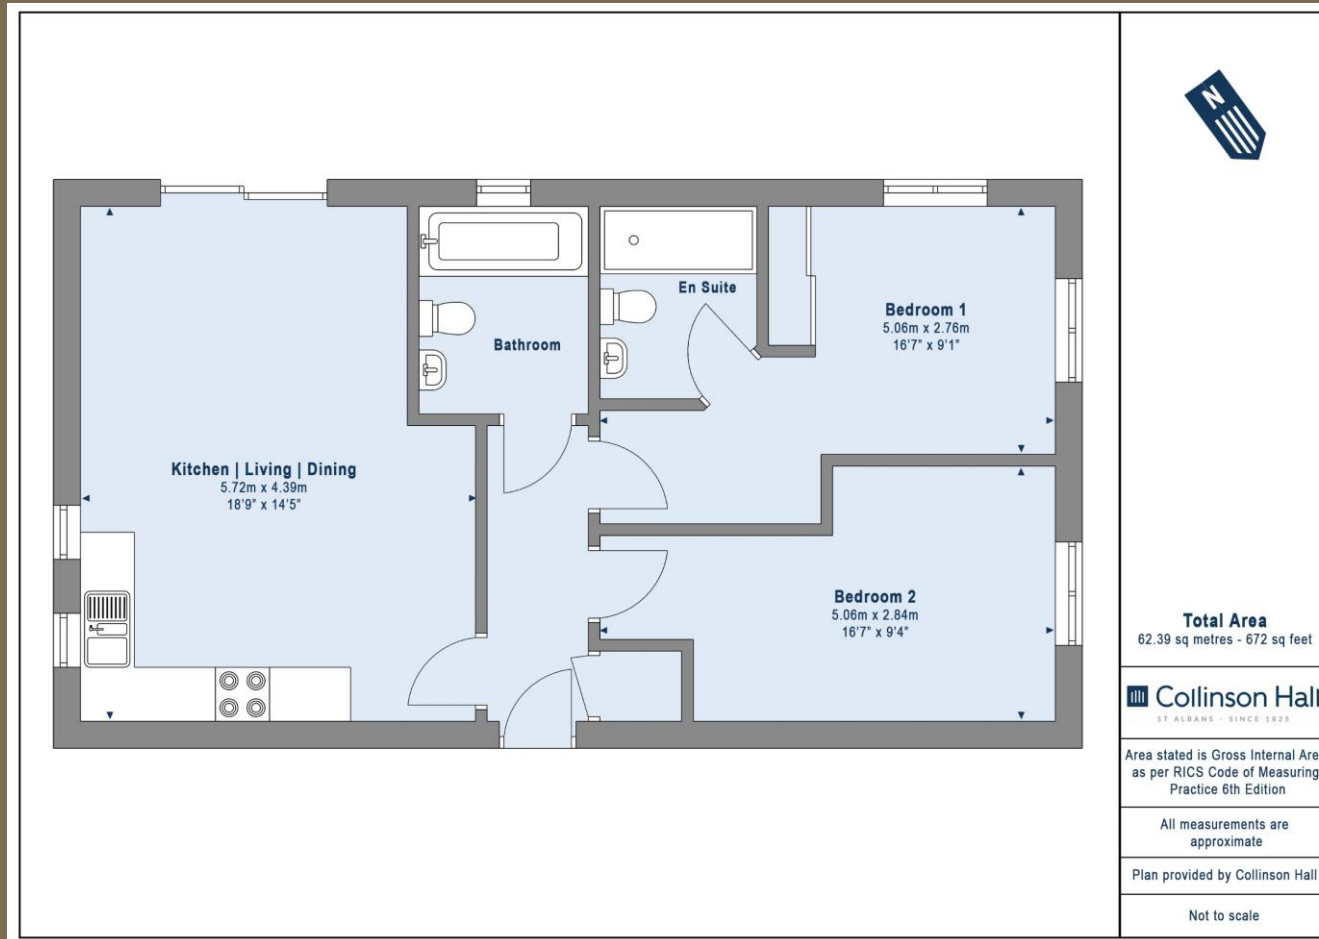 N
En Suite
Bedroom 1
5.06m x 2.76m
16'7" x 9'1"
Bathroom
Kitchen | Living | Dining
5.72m x 4.39m
18'9" x 14'5"
Bedroom 2
5.06m x 2.84m
16'7" x 9'4"
Total Area
62.39 sq metres - 672 sq feet
Collinson Hall
ST ALBANS - SINCE 1825
Area stated is Gross Internal Are
as per RICS Code of Measuring
Practice 6th Edition
All measurements are
approximate
Plan provided by Collinson Hall
Not to scale